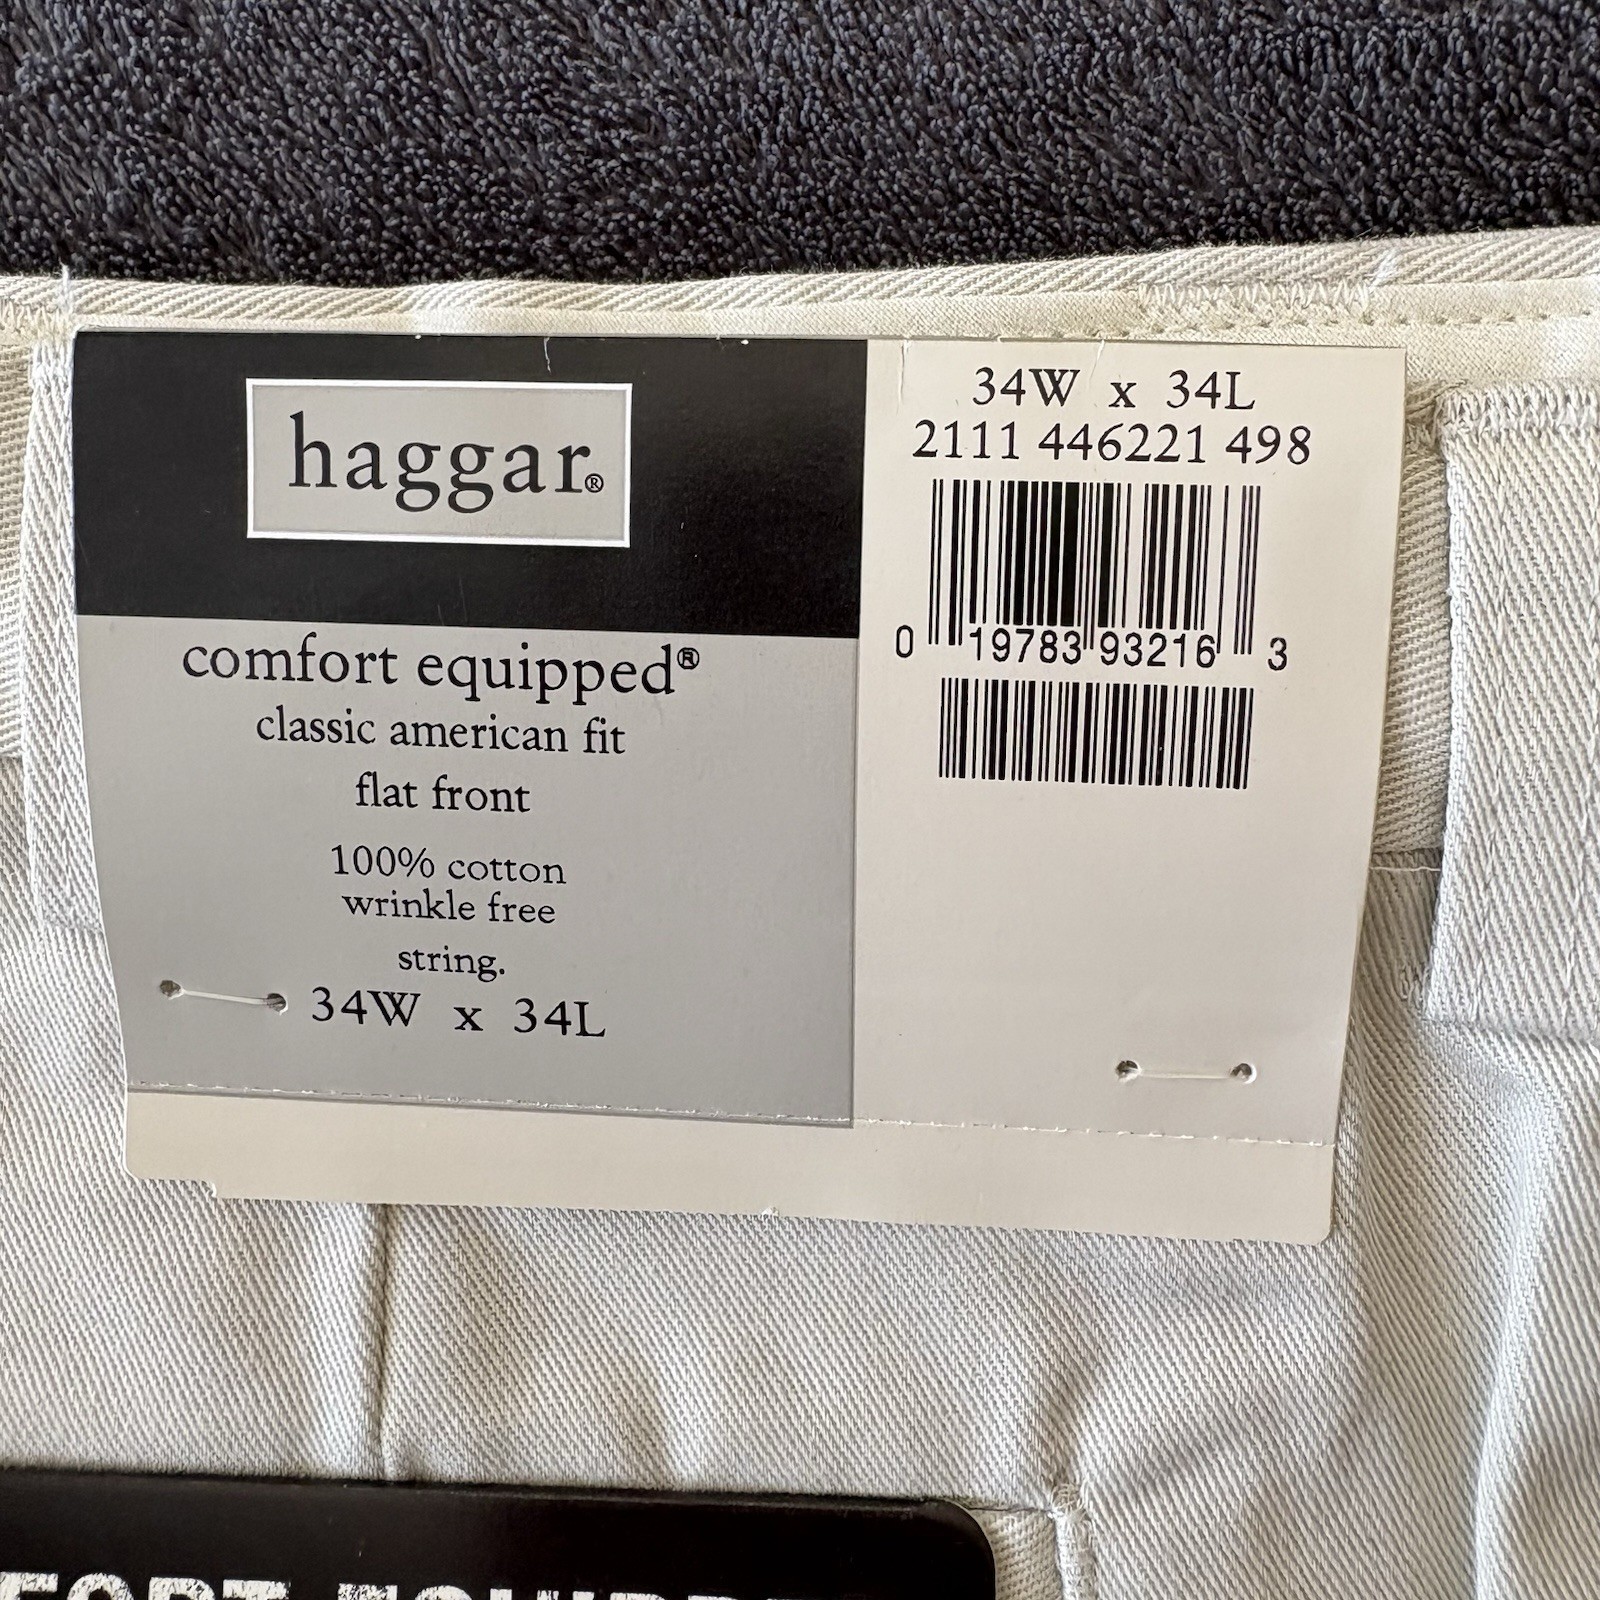 haggar®
comfort equipped®
classic american fit
flat front
100% cotton
wrinkle free
string.
34W x 34L
34W x 34L
2111 446221 498
0 19783 93216 3